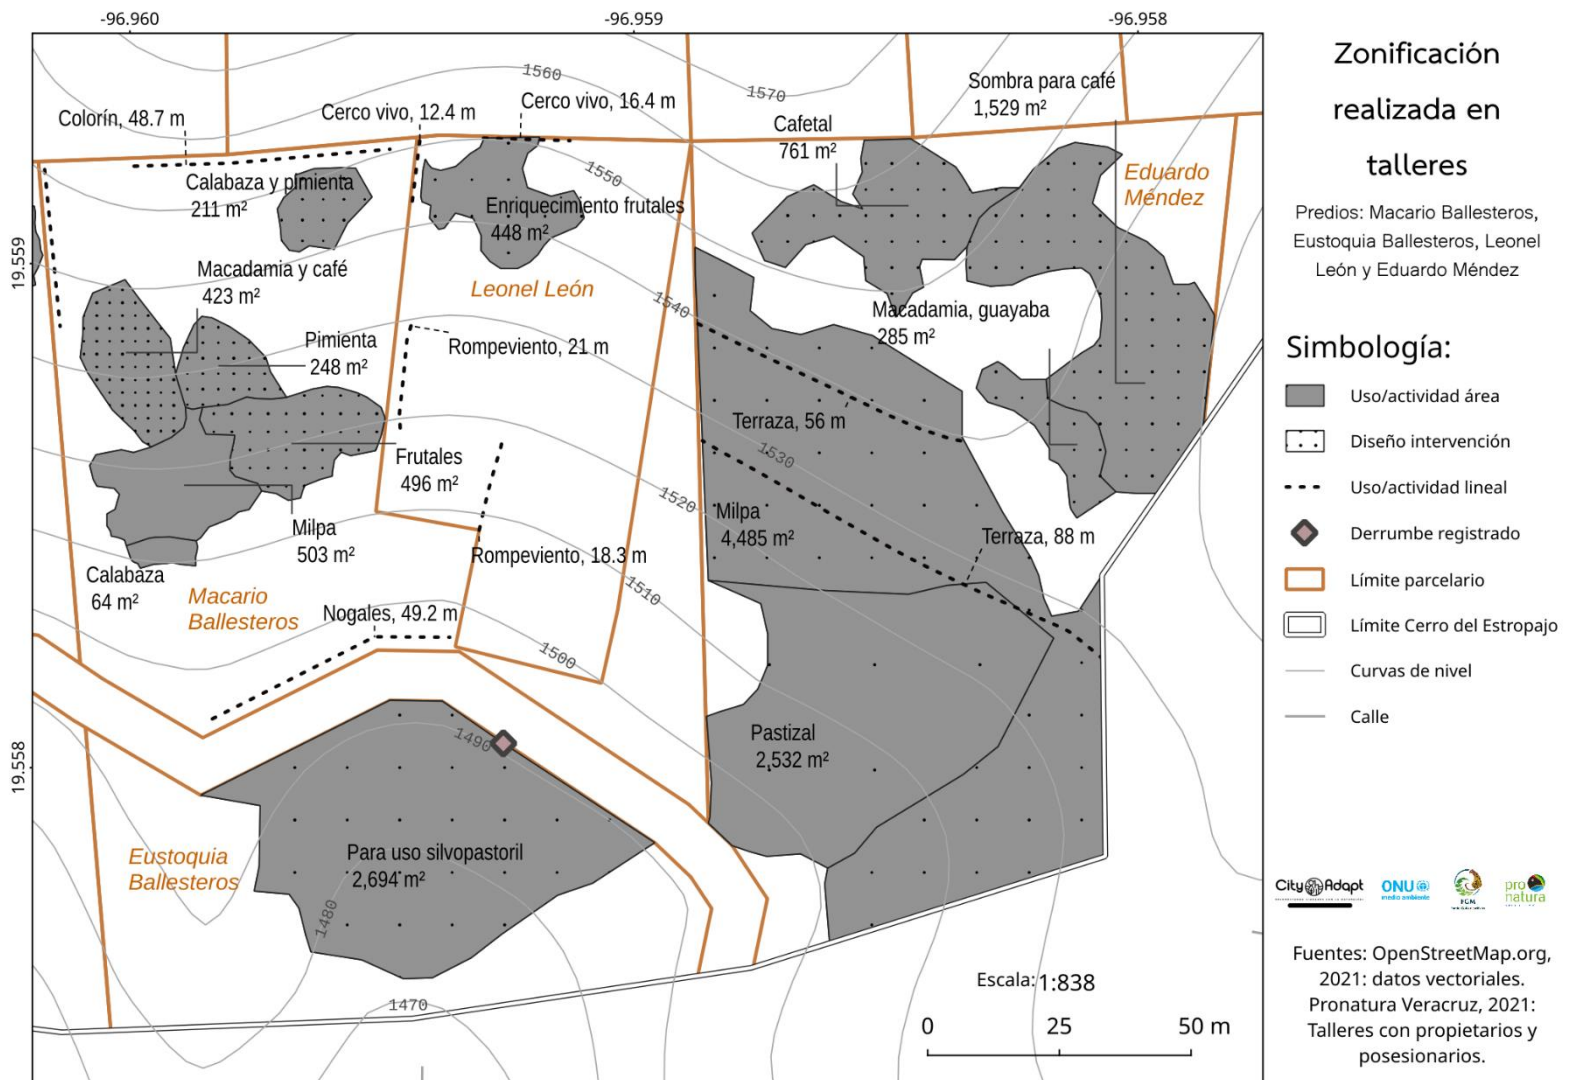 -96.960
-96.959
-96.958
19.559
19.558
Zonificación
realizada en
talleres
Predios: Macario Ballesteros,
Eustoquia Ballesteros, Leonel
León y Eduardo Méndez
Simbología:
Uso/actividad área
Diseño intervención
Uso/actividad lineal
Derrumbe registrado
Límite parcelario
Límite Cerro del Estropajo
Curvas de nivel
Calle
Colorín, 48.7 m
Cerco vivo, 12.4 m
Cerco vivo, 16.4 m
Sombra para café
1,529 m²
Cafetal
761 m²
Calabaza y pimienta
211 m²
Enriquecimiento frutales
448 m²
Eduardo
Méndez
Macadamia y café
423 m²
Leonel León
Macadamia, guayaba
285 m²
Pimienta
248 m²
Rompeviento, 21 m
Terraza, 56 m
Frutales
496 m²
Milpa
503 m²
Milpa
4,485 m²
Terraza, 88 m
Rompeviento, 18.3 m
Calabaza
64 m²
Macario
Ballesteros
Nogales, 49.2 m
Pastizal
2,532 m²
Eustoquia
Ballesteros
Para uso silvopastoril
2,694 m²
1560
1570
1550
1540
1530
1520
1510
1500
1490
1480
1470
Escala: 1:838
0 25 50 m
CityAdapt
ONU
medio ambiente
FGM
pro
natura
Fuentes: OpenStreetMap.org,
2021: datos vectoriales.
Pronatura Veracruz, 2021:
Talleres con propietarios y
posesionarios.